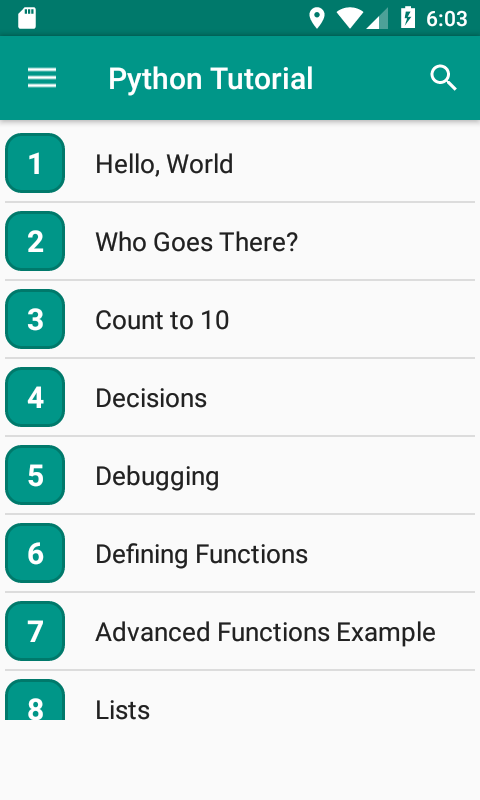 6:03
Python Tutorial
1 Hello, World
2 Who Goes There?
3 Count to 10
4 Decisions
5 Debugging
6 Defining Functions
7 Advanced Functions Example
8 Lists